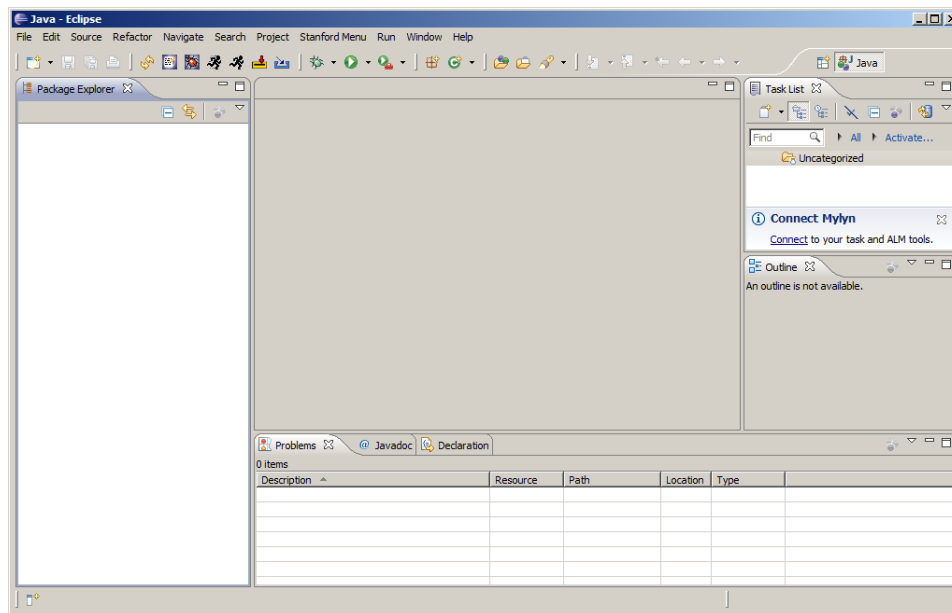 Java - Eclipse
File Edit Source Refactor Navigate Search Project Stanford Menu Run Window Help
Java
Package Explorer
Task List
Find All Activate...
Uncategorized
Connect Mylyn
Connect to your task and ALM tools.
Outline
An outline is not available.
Problems @ Javadoc Declaration
0 items
Description Resource Path Location Type